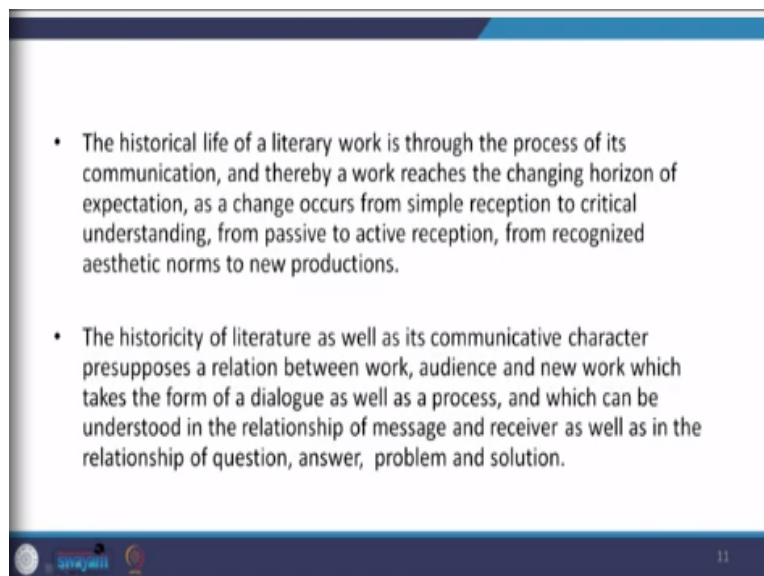 • The historical life of a literary work is through the process of its
communication, and thereby a work reaches the changing horizon of
expectation, as a change occurs from simple reception to critical
understanding, from passive to active reception, from recognized
aesthetic norms to new productions.
• The historicity of literature as well as its communicative character
presupposes a relation between work, audience and new work which
takes the form of a dialogue as well as a process, and which can be
understood in the relationship of message and receiver as well as in the
relationship of question, answer, problem and solution.
swayam
11